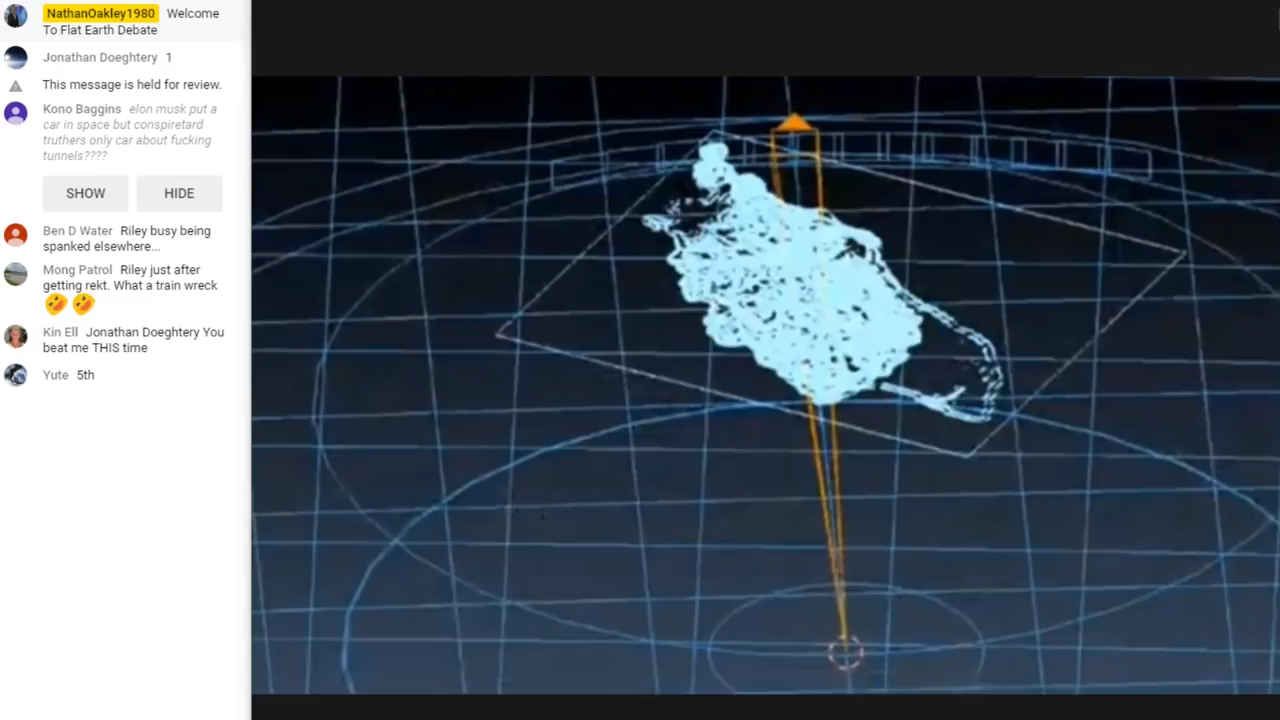 NathanOakley1980 Welcome
To Flat Earth Debate
Jonathan Doeghtery 1
This message is held for review.
Kono Baggins elon musk put a
car in space but conspiretard
truthers only car about fucking
tunnels????
SHOW HIDE
Ben D Water Riley busy being
spanked elsewhere...
Mong Patrol Riley just after
getting rekt. What a train wreck
🤣🤣
Kin Ell Jonathan Doeghtery You
beat me THIS time
Yute 5th